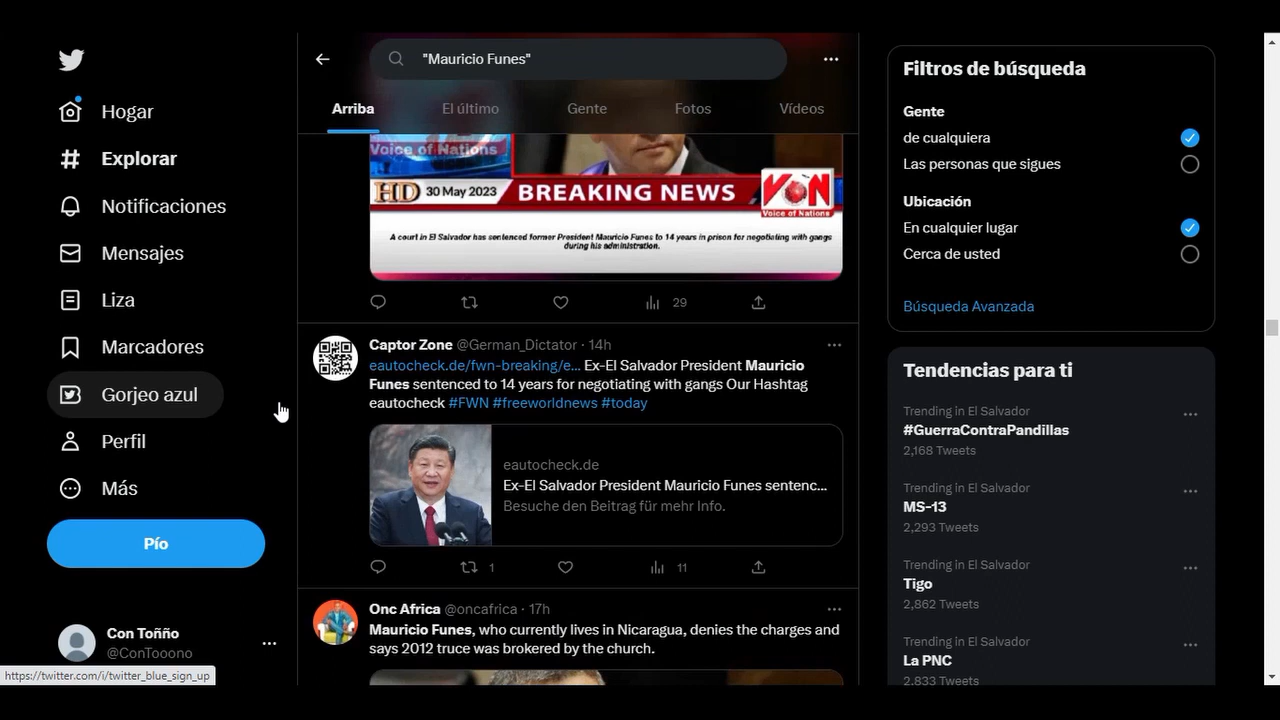 Hogar
Explorar
Notificaciones
Mensajes
Liza
Marcadores
Gorjeo azul
Perfil
Más
Pío
Con Toñño
@ConTooono
https://twitter.com/i/twitter_blue_sign_up
"Mauricio Funes"
Arriba
El último
Gente
Fotos
Vídeos
Voice of Nations
HD 30 May 2023 BREAKING NEWS VON
Voice of Nations
A court in El Salvador has sentenced former President Mauricio Funes to 14 years in prison for negotiating with gangs
during his administration.
29
Captor Zone @German_Dictator · 14h
eautocheck.de/fwn-breaking/e... Ex-El Salvador President Mauricio
Funes sentenced to 14 years for negotiating with gangs Our Hashtag
eautocheck #FWN #freeworldnews #today
eautocheck.de
Ex-El Salvador President Mauricio Funes sentenc...
Besuche den Beitrag für mehr Info.
1
11
Onc Africa @oncafrica · 17h
Mauricio Funes, who currently lives in Nicaragua, denies the charges and
says 2012 truce was brokered by the church.
Filtros de búsqueda
Gente
de cualquiera
Las personas que sigues
Ubicación
En cualquier lugar
Cerca de usted
Búsqueda Avanzada
Tendencias para ti
Trending in El Salvador
#GuerraContraPandillas
2,168 Tweets
Trending in El Salvador
MS-13
2,293 Tweets
Trending in El Salvador
Tigo
2,862 Tweets
Trending in El Salvador
La PNC
2,833 Tweets